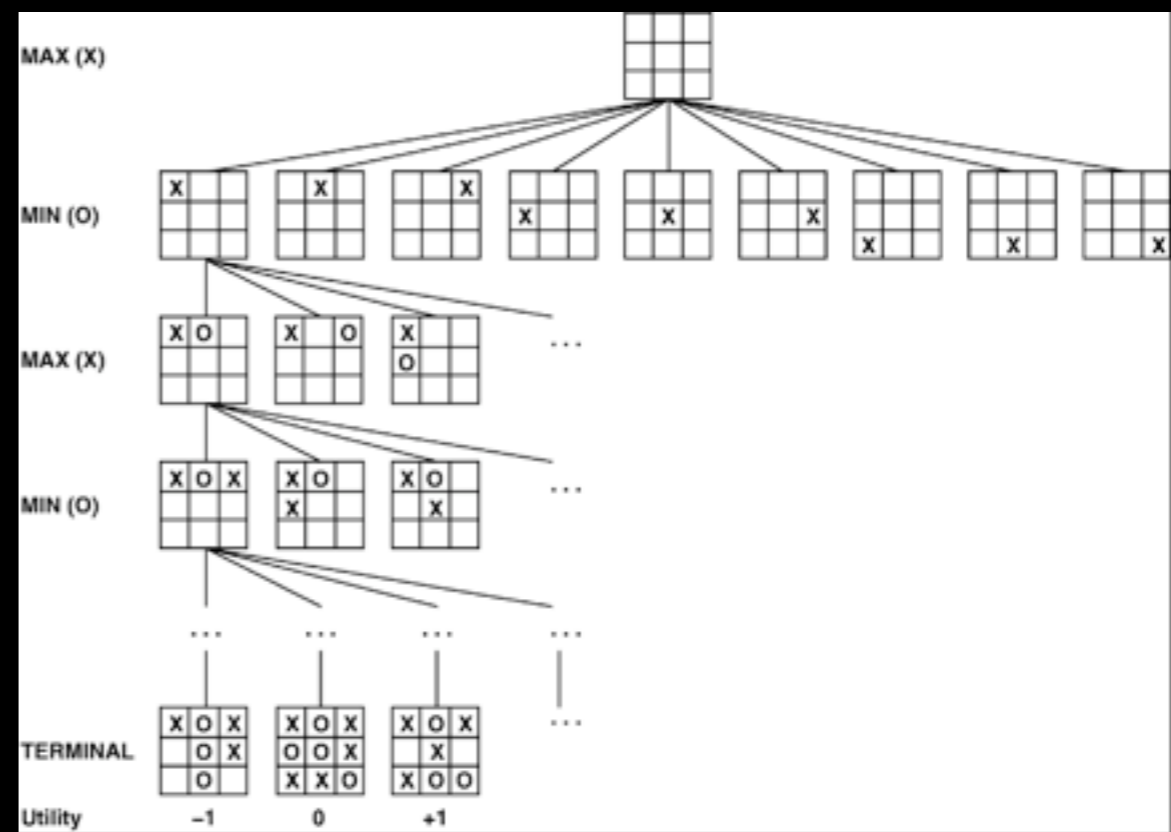 MAX (X)
X X X
MIN (O) X X X
X X X
X O X O X
MAX (X) O
...
X O X X O X O
MIN (O) X X
...
... ... ... ...
X O X X O X X O X
...
TERMINAL O X O O X X
O X X O X O O
Utility −1 0 +1